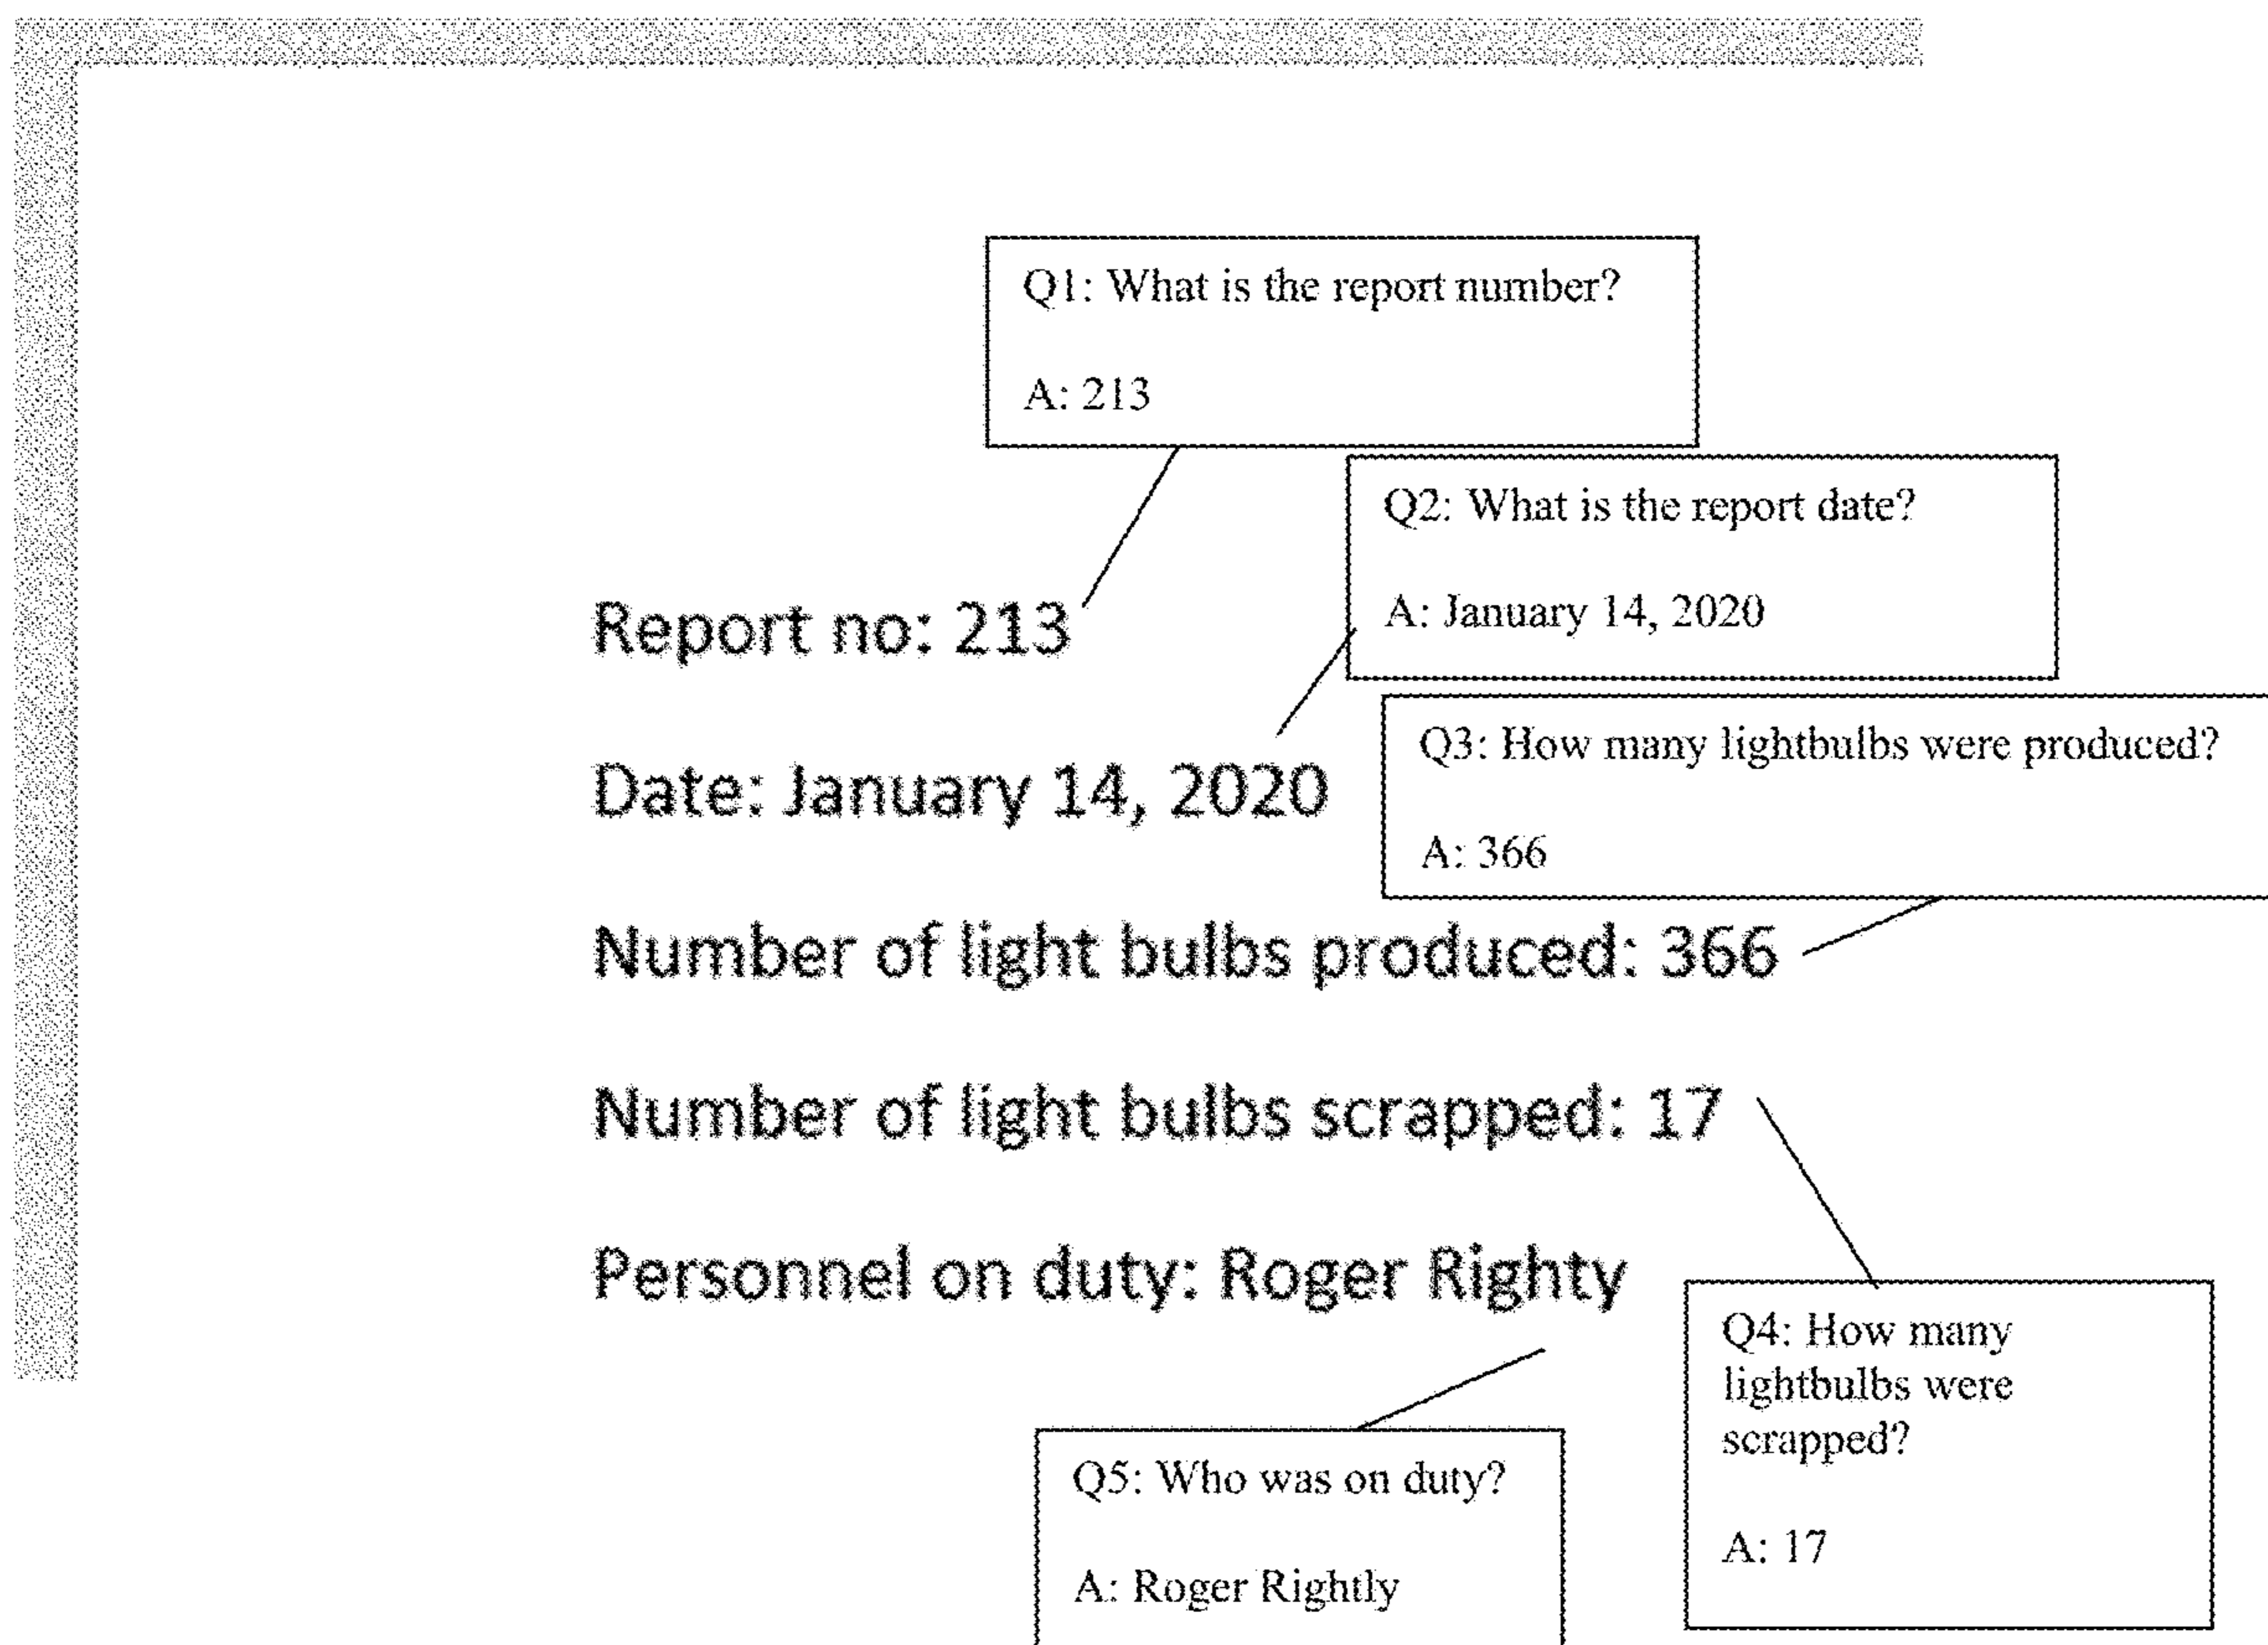 Q1: What is the report number?
A: 213
Q2: What is the report date?
A: January 14, 2020
Report no: 213
Q3: How many lightbulbs were produced?
A: 366
Date: January 14, 2020
Number of light bulbs produced: 366
Number of light bulbs scrapped: 17
Personnel on duty: Roger Righty
Q4: How many
lightbulbs were
scrapped?
A: 17
Q5: Who was on duty?
A: Roger Rightly